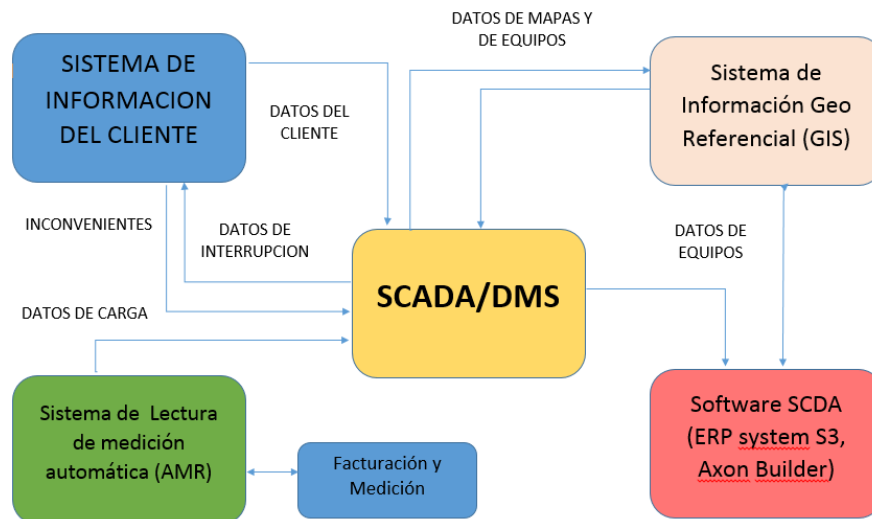 DATOS DE MAPAS Y
DE EQUIPOS
SISTEMA DE
INFORMACION
DEL CLIENTE
Sistema de
Información Geo
Referencial (GIS)
DATOS DEL
CLIENTE
INCONVENIENTES
DATOS DE
INTERRUPCION
DATOS DE
EQUIPOS
SCADA/DMS
DATOS DE CARGA
Sistema de Lectura
de medición
automática (AMR)
Facturación y
Medición
Software SCDA
(ERP system S3,
Axon Builder)